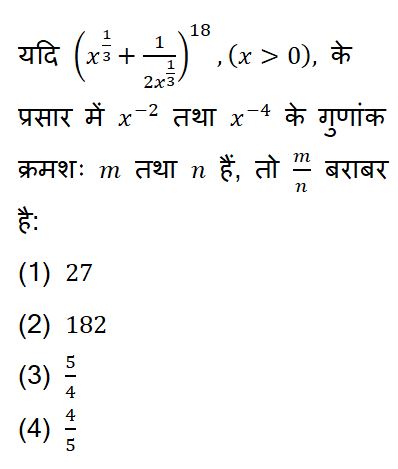 यदि $\left(x^{\frac{1}{3}} + \frac{1}{2x^{\frac{1}{3}}}\right)^{18}$, $(x > 0)$, के
प्रसार में $x^{-2}$ तथा $x^{-4}$ के गुणांक
क्रमशः $m$ तथा $n$ हैं, तो $\frac{m}{n}$ बराबर
है:
(1) 27
(2) 182
(3) $\frac{5}{4}$
(4) $\frac{4}{5}$